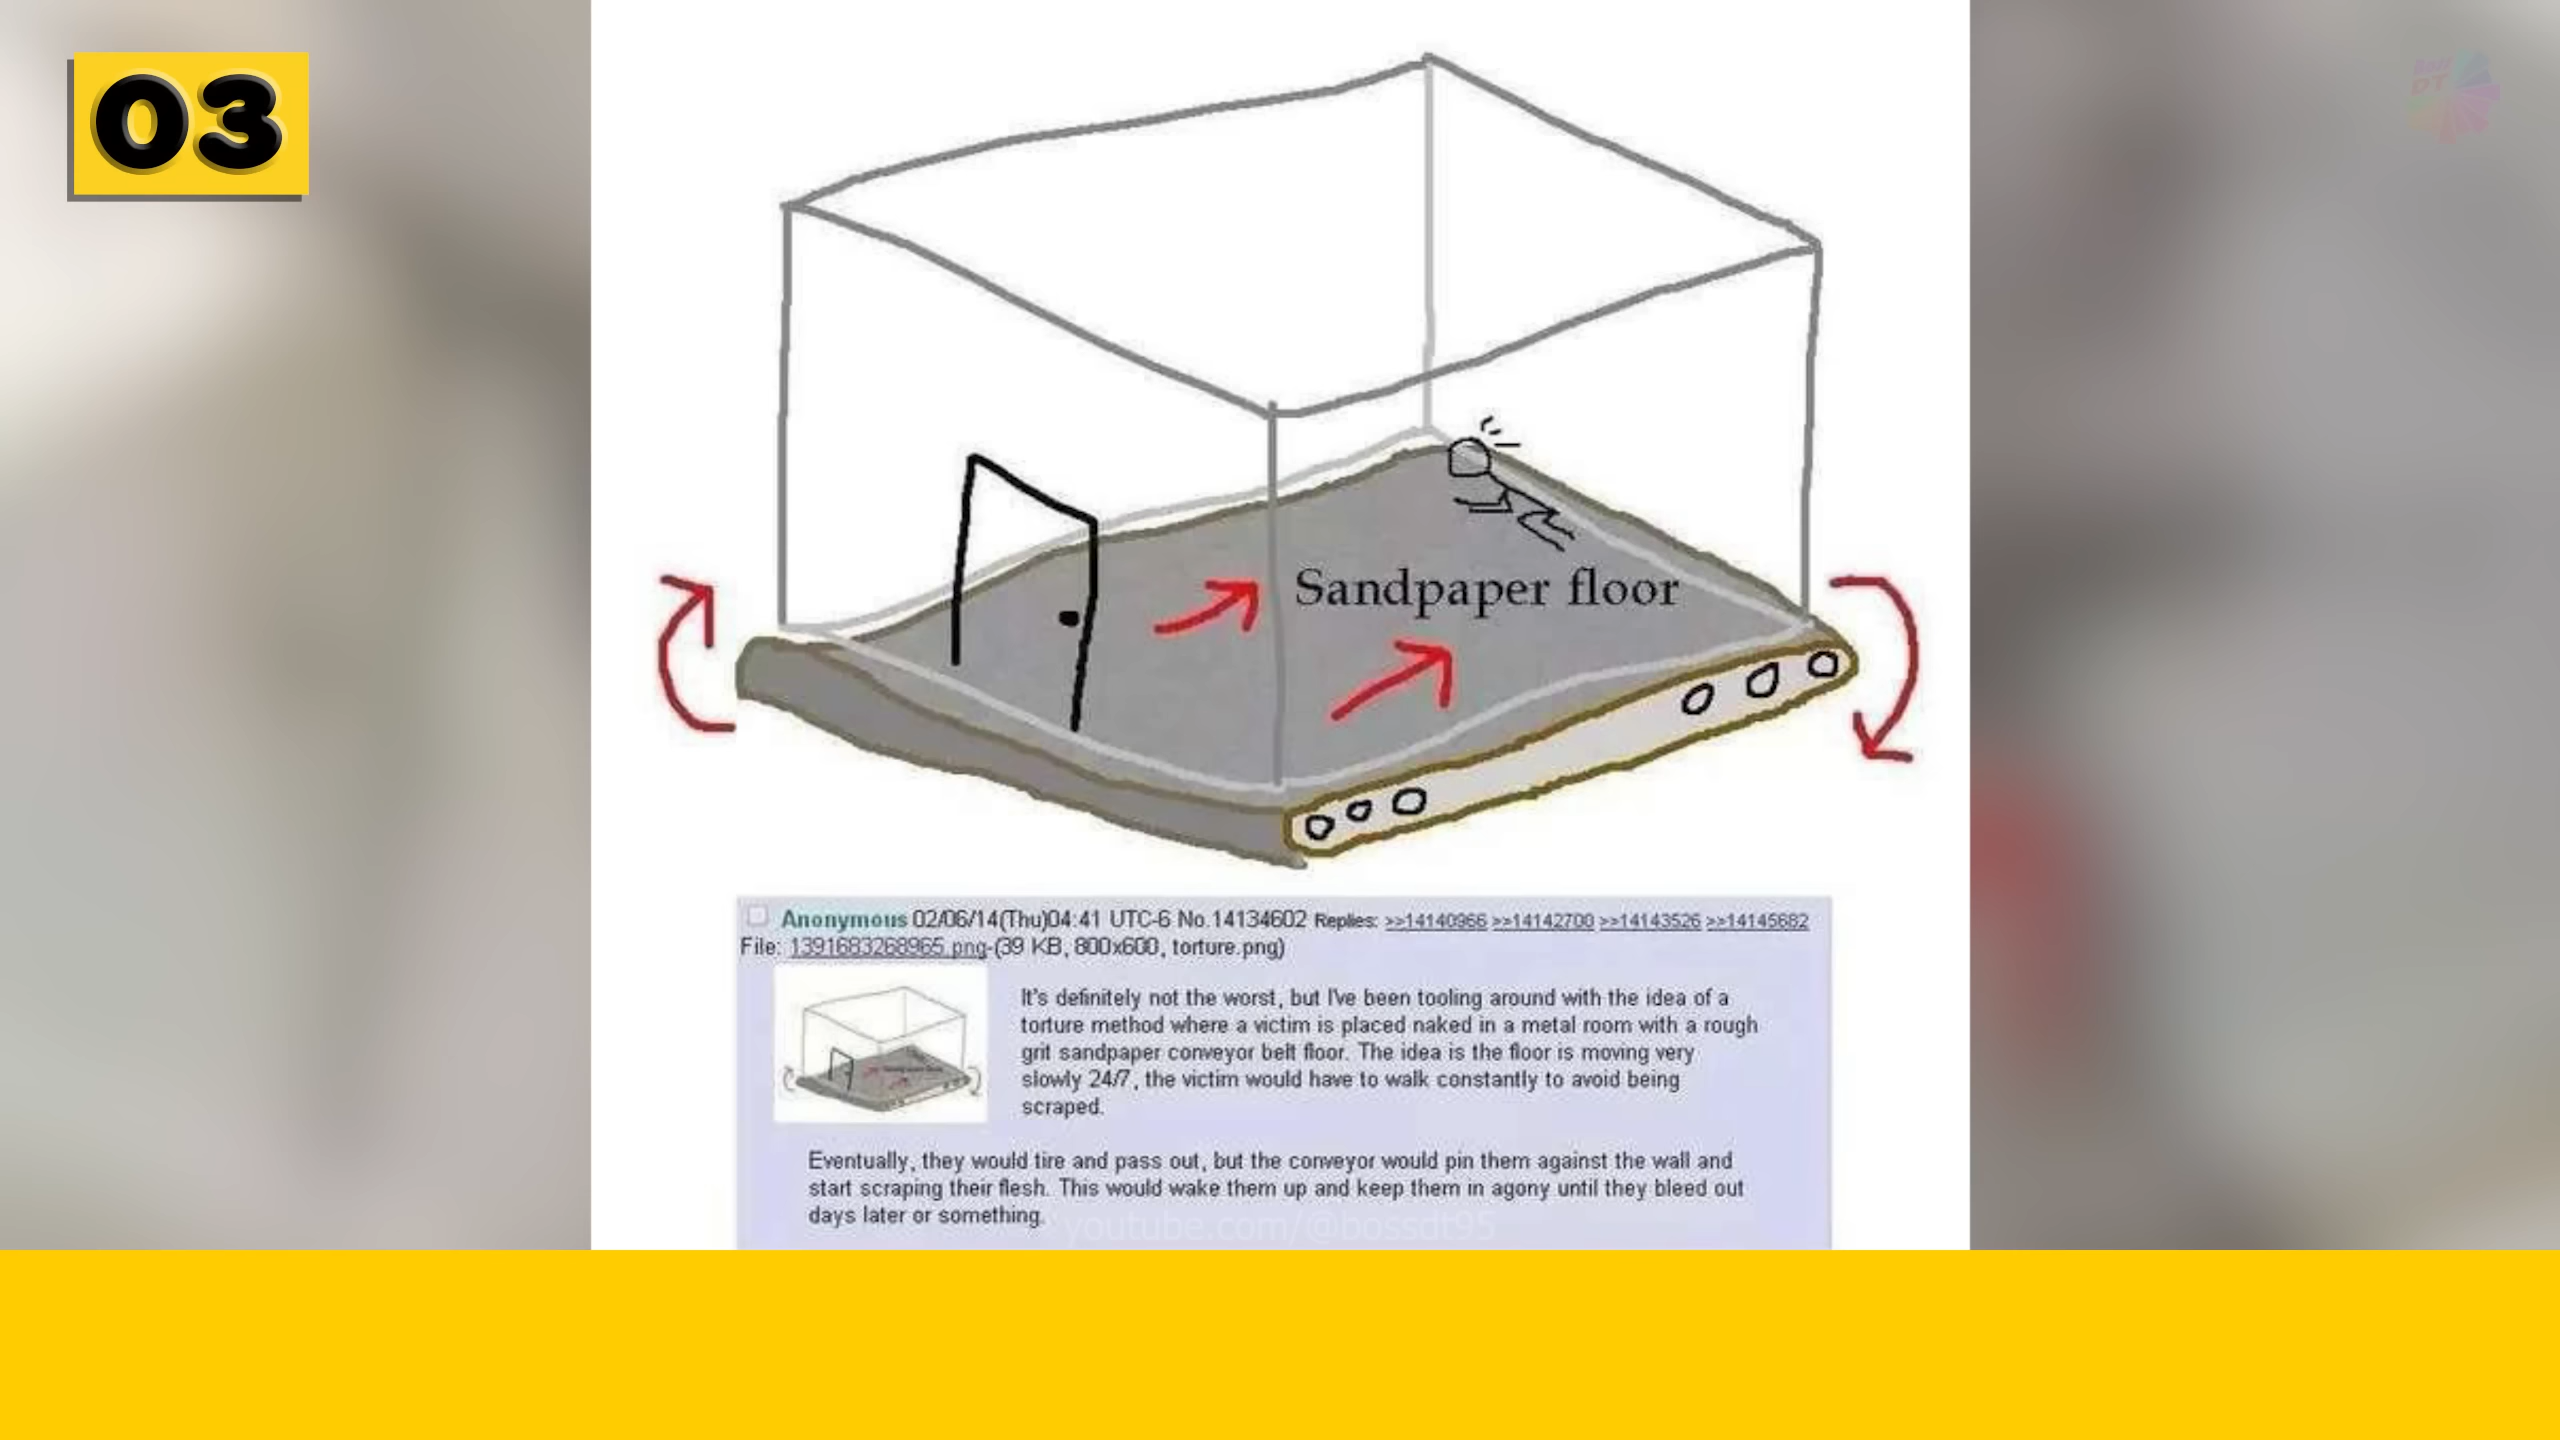 03
Boss
DT
Sandpaper floor
Anonymous 02/06/14(Thu)04:41 UTC-6 No.14134602 Replies: >>14140966 >>14142700 >>14143526 >>14145682
File: 1391683268965.png-(39 KB, 800x600, torture.png)
It's definitely not the worst, but I've been tooling around with the idea of a
torture method where a victim is placed naked in a metal room with a rough
grit sandpaper conveyor belt floor. The idea is the floor is moving very
slowly 24/7, the victim would have to walk constantly to avoid being
scraped.
Eventually, they would tire and pass out, but the conveyor would pin them against the wall and
start scraping their flesh. This would wake them up and keep them in agony until they bleed out
days later or something.
youtube.com/@bossdt95